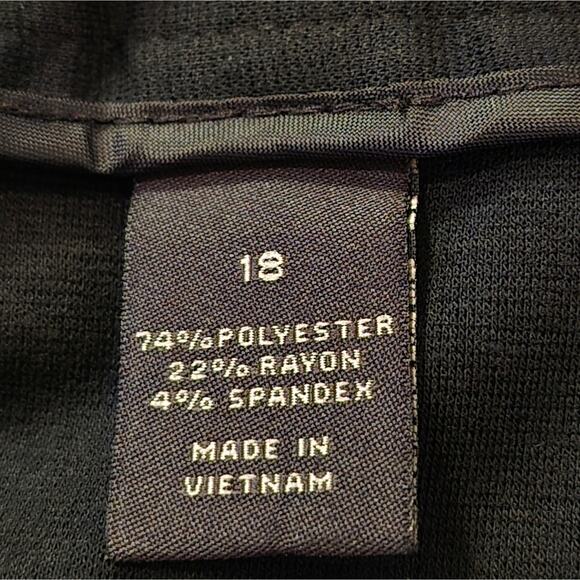 18
74% POLYESTER
22% RAYON
4% SPANDEX
MADE IN
VIETNAM